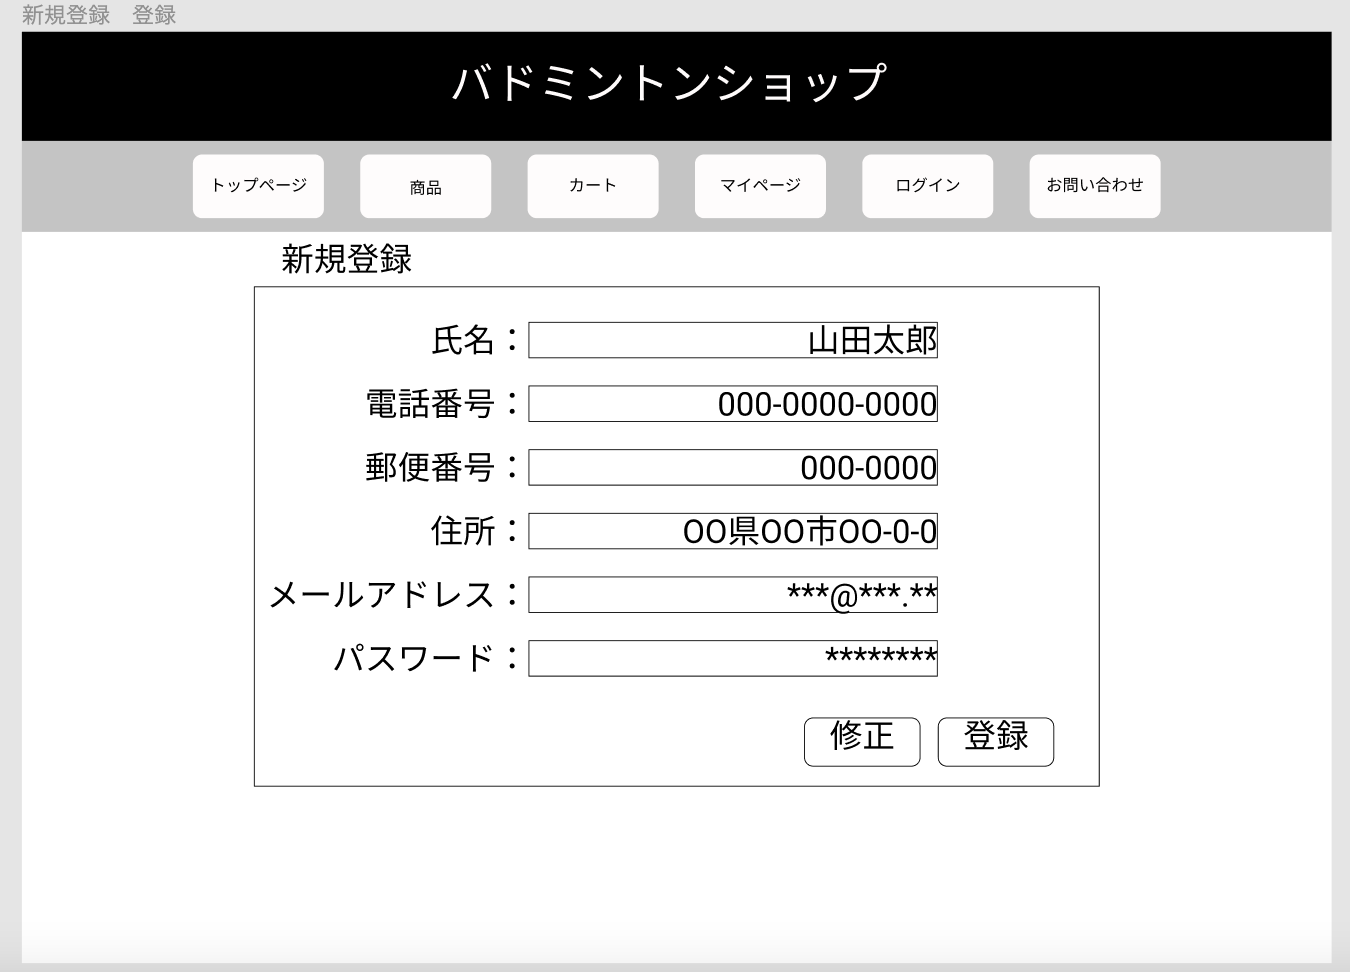 新規登録　登録
バドミントンショップ
トップページ 商品 カート マイページ ログイン お問い合わせ
新規登録
氏名：山田太郎
電話番号：000-0000-0000
郵便番号：000-0000
住所：OO県OO市OO-0-0
メールアドレス：***@***.**
パスワード：********
修正 登録